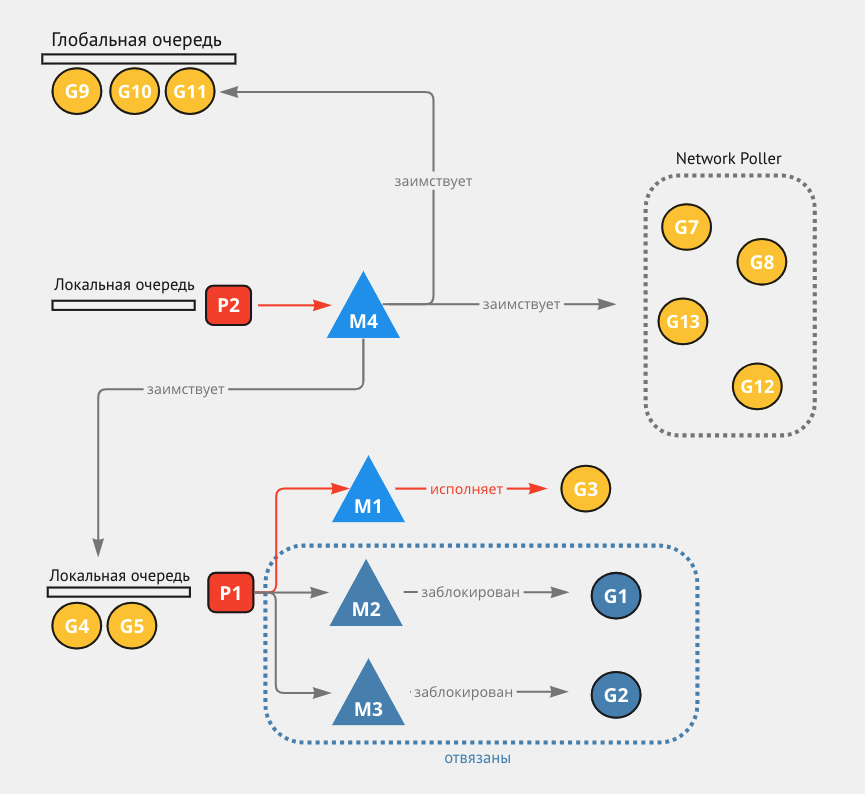 Глобальная очередь
G9 G10 G11
заимствует
Network Poller
G7
G8
G13
G12
Локальная очередь
P2
M4
заимствует
заимствует
M1
исполняет
G3
Локальная очередь
P1
G4 G5
M2
заблокирован
G1
M3
заблокирован
G2
отвязаны